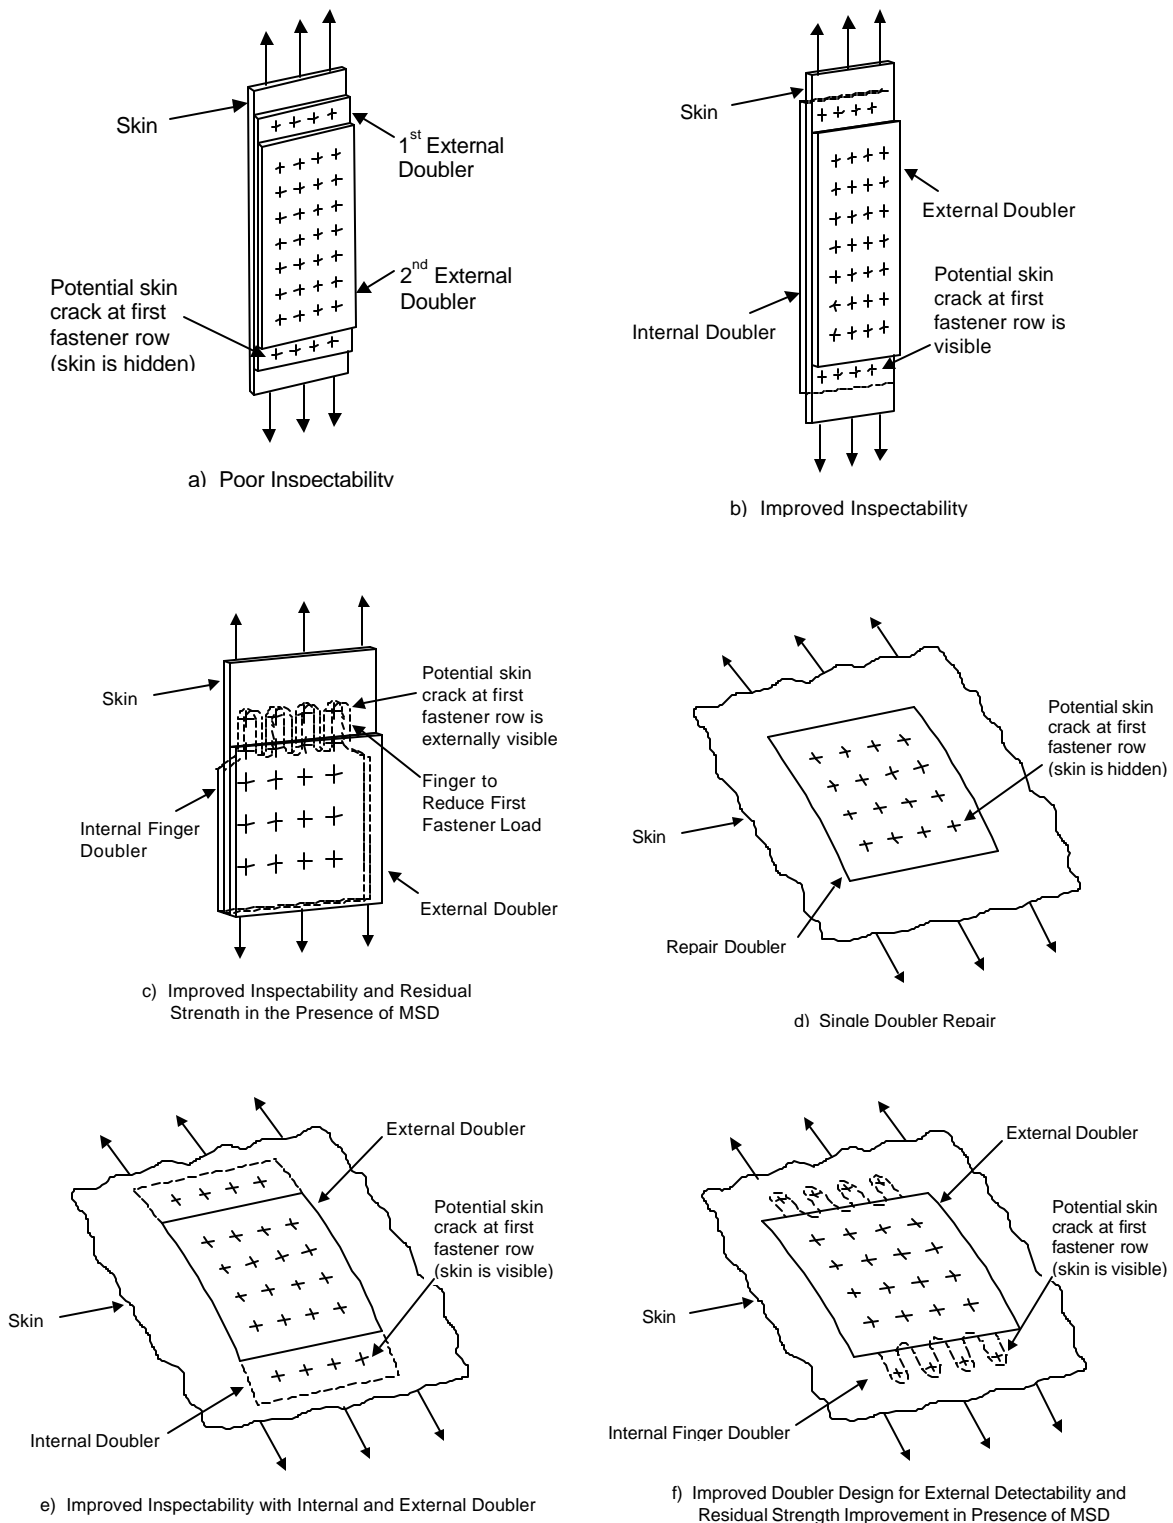 Skin
1st External
Doubler
2nd External
Doubler
Potential skin
crack at first
fastener row
(skin is hidden)
a) Poor Inspectability
Skin
External Doubler
Internal Doubler
Potential skin
crack at first
fastener row is
visible
b) Improved Inspectability
Skin
Potential skin
crack at first
fastener row is
externally visible
Finger to
Reduce First
Fastener Load
Internal Finger
Doubler
External Doubler
c) Improved Inspectability and Residual
Strength in the Presence of MSD
Potential skin
crack at first
fastener row
(skin is hidden)
Skin
Repair Doubler
d) Single Doubler Repair
External Doubler
Potential skin
crack at first
fastener row
(skin is visible)
Skin
Internal Doubler
e) Improved Inspectability with Internal and External Doubler
External Doubler
Potential skin
crack at first
fastener row
(skin is visible)
Skin
Internal Finger Doubler
f) Improved Doubler Design for External Detectability and
Residual Strength Improvement in Presence of MSD